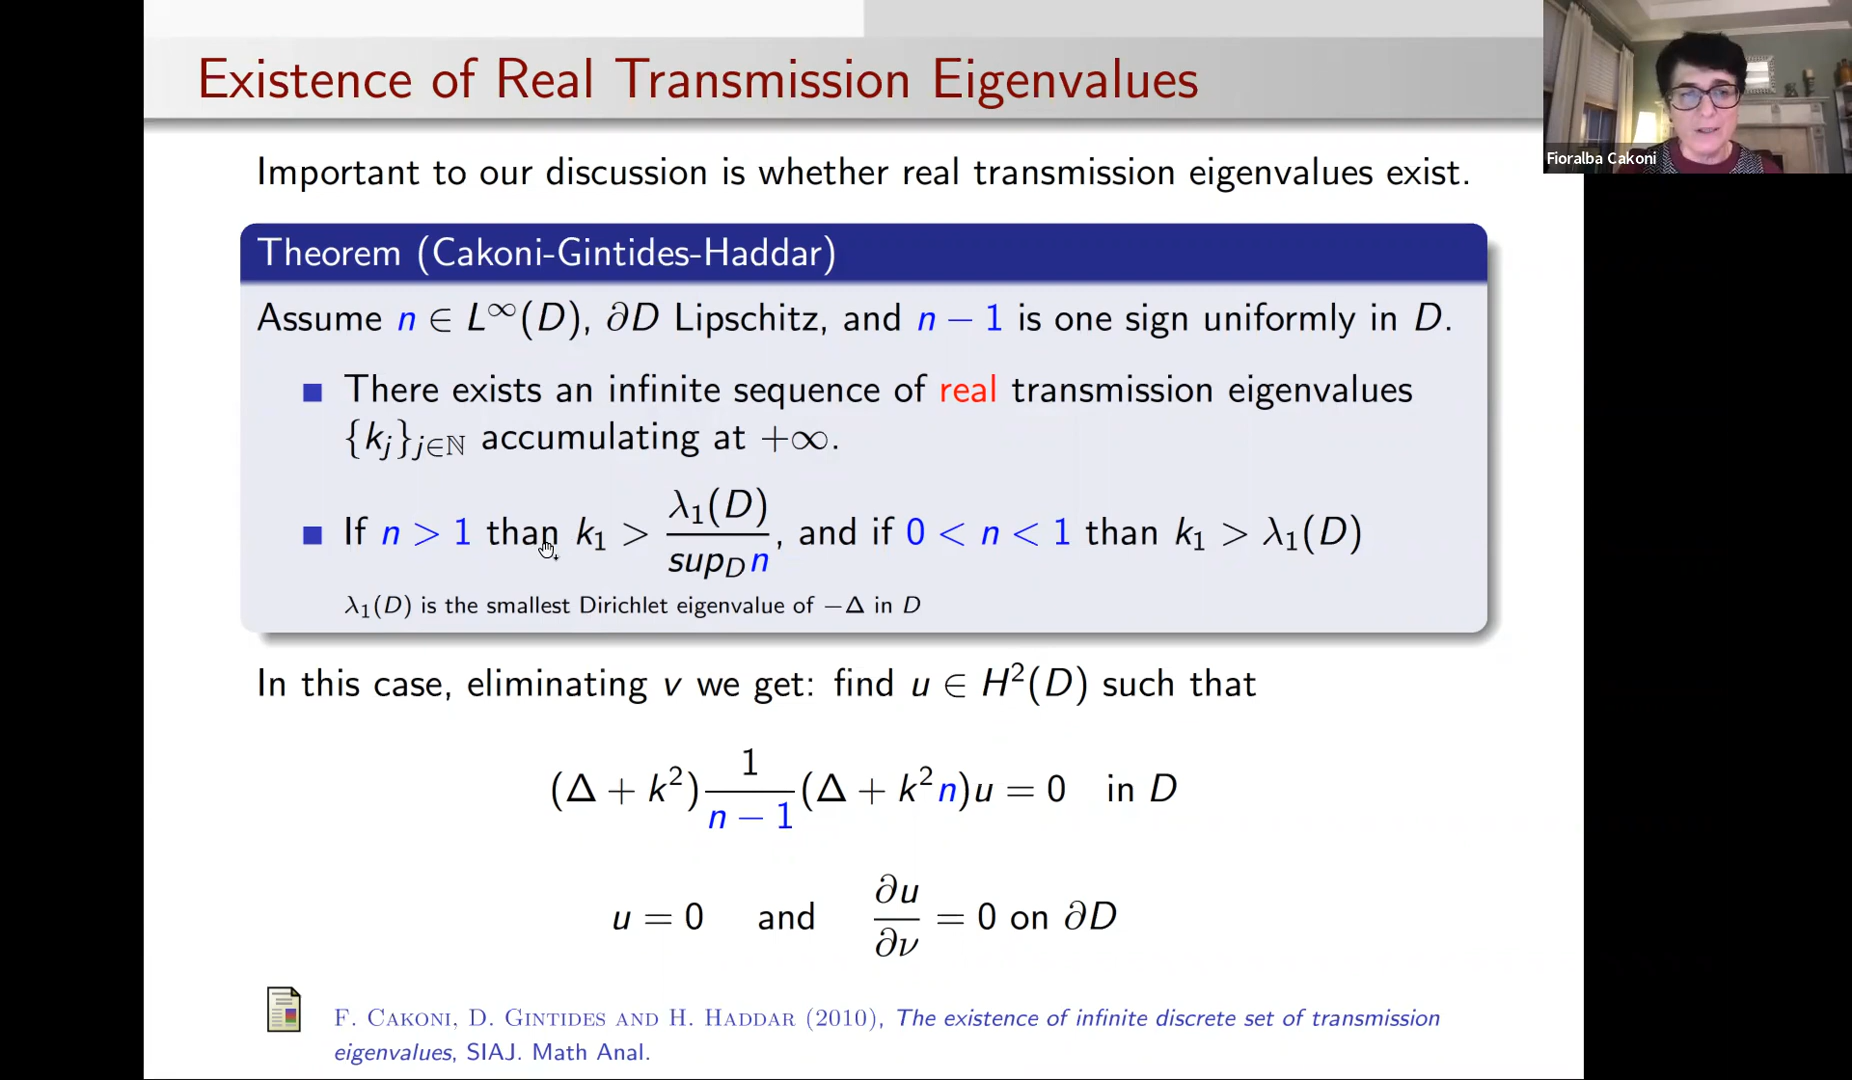 Existence of Real Transmission Eigenvalues
Fioralba Cakoni
Important to our discussion is whether real transmission eigenvalues exist.
Theorem (Cakoni-Gintides-Haddar)
Assume n ∈ L^∞(D), ∂D Lipschitz, and n − 1 is one sign uniformly in D.
There exists an infinite sequence of real transmission eigenvalues
{k_j}_{j∈ℕ} accumulating at +∞.
If n > 1 than k_1 > λ_1(D)/sup_D n, and if 0 < n < 1 than k_1 > λ_1(D)
λ_1(D) is the smallest Dirichlet eigenvalue of −Δ in D
In this case, eliminating v we get: find u ∈ H^2(D) such that
(Δ + k^2) 1/(n − 1) (Δ + k^2 n)u = 0 in D
u = 0 and ∂u/∂ν = 0 on ∂D
F. Cakoni, D. Gintides and H. Haddar (2010), The existence of infinite discrete set of transmission
eigenvalues, SIAJ. Math Anal.